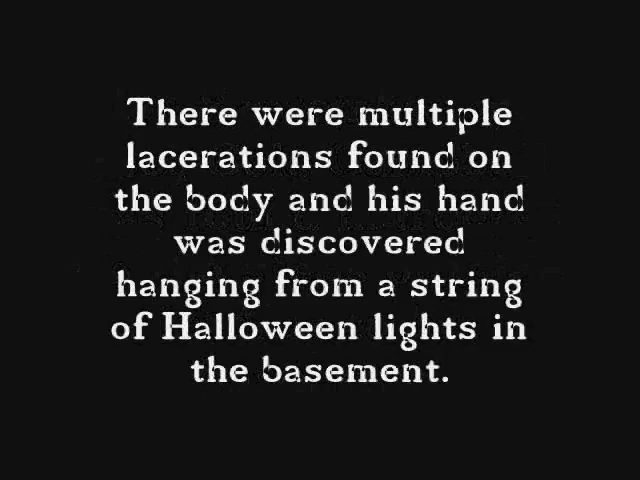 There were multiple
lacerations found on
the body and his hand
was discovered
hanging from a string
of Halloween lights in
the basement.